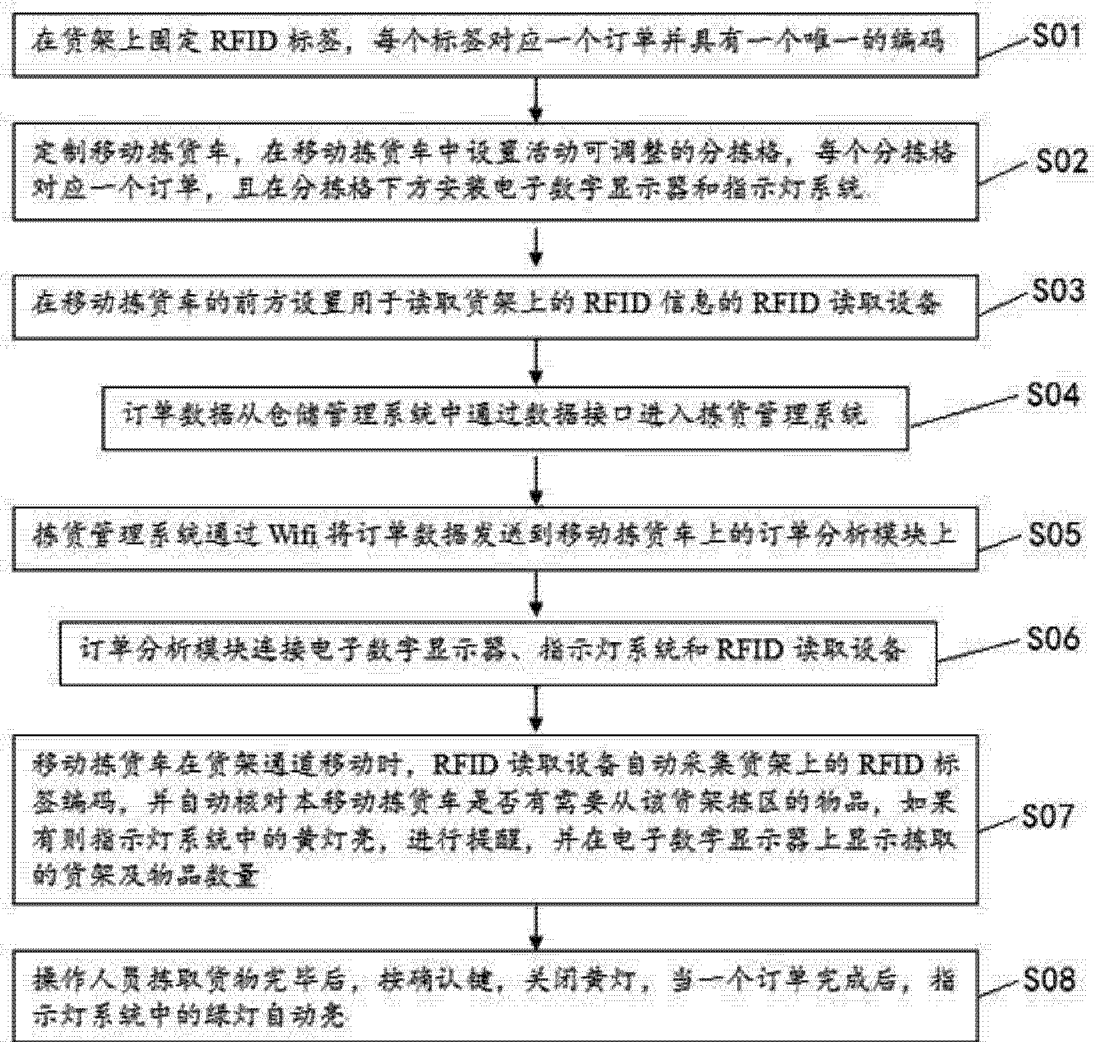 在货架上固定 RFID 标签，每个标签对应一个订单并具有一个唯一的编码
S01
定制移动拣货车，在移动拣货车中设置活动可调整的分拣格，每个分拣格
对应一个订单，且在分拣格下方安装电子数字显示器和指示灯系统
S02
在移动拣货车的前方设置用于读取货架上的 RFID 信息的 RFID 读取设备
S03
订单数据从仓储管理系统中通过数据接口进入拣货管理系统
S04
拣货管理系统通过 Wifi 将订单数据发送到移动拣货车上的订单分析模块上
S05
订单分析模块连接电子数字显示器、指示灯系统和 RFID 读取设备
S06
移动拣货车在货架通道移动时，RFID 读取设备自动采集货架上的 RFID 标
签编码，并自动核对本移动拣货车是否有需要从该货架拣区的物品，如果
有则指示灯系统中的黄灯亮，进行提醒，并在电子数字显示器上显示拣取
的货架及物品数量
S07
操作人员拣取货物完毕后，按确认键，关闭黄灯，当一个订单完成后，指
示灯系统中的绿灯自动亮
S08